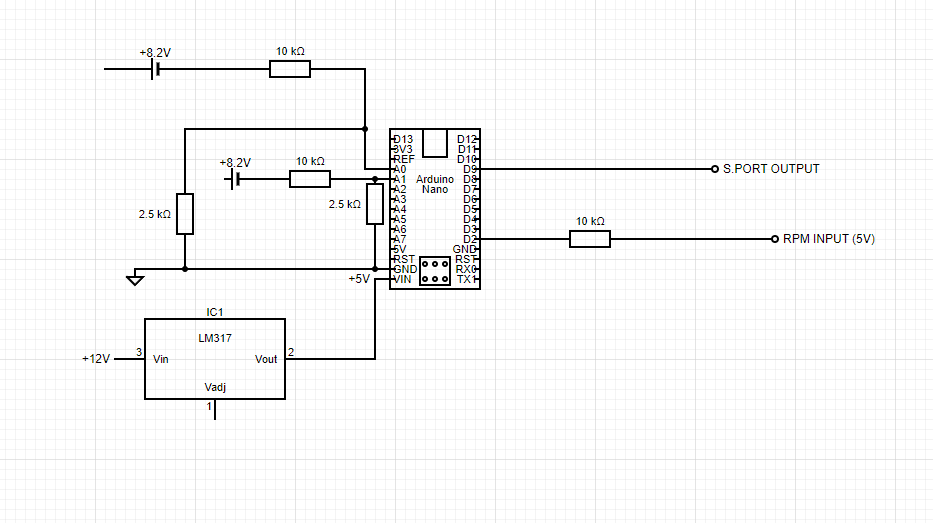 +8.2V
10 kΩ
+8.2V
10 kΩ
2.5 kΩ
2.5 kΩ
D13
3V3
REF
A0
A1
A2
A3
A4
A5
A6
A7
5V
RST
GND
VIN
Arduino
Nano
D12
D11
D10
D9
D8
D7
D6
D5
D4
D3
D2
GND
RST
RX0
TX1
S.PORT OUTPUT
10 kΩ
RPM INPUT (5V)
+5V
IC1
LM317
+12V
3
Vin
Vout
2
Vadj
1